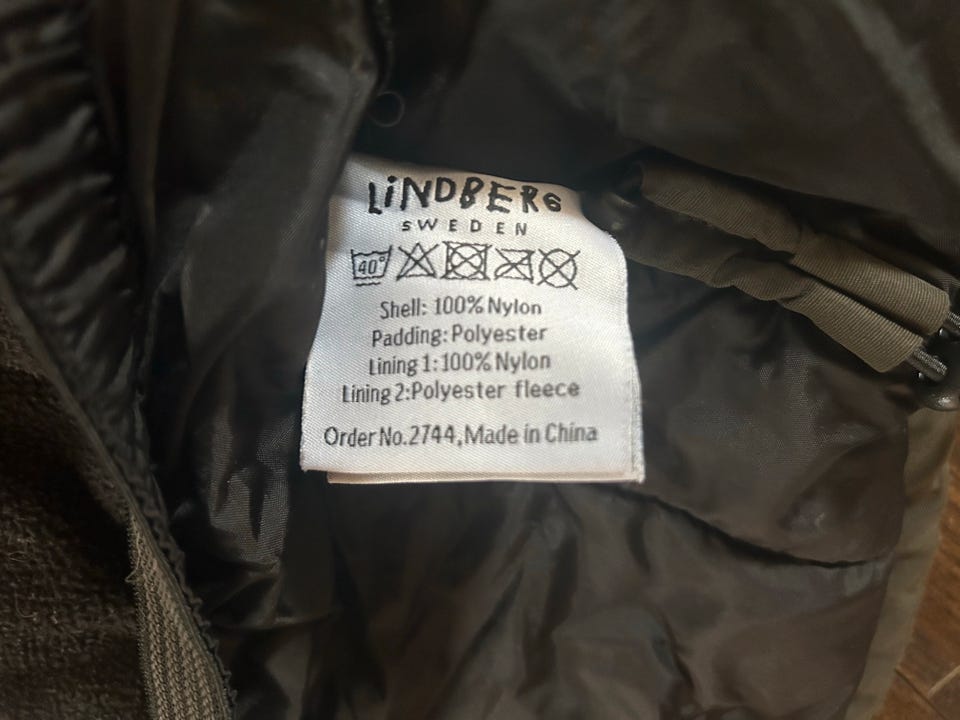 LiNDBERG
SWEDEN
40°
Shell: 100% Nylon
Padding: Polyester
Lining 1:100% Nylon
Lining 2:Polyester fleece
Order No.2744,Made in China